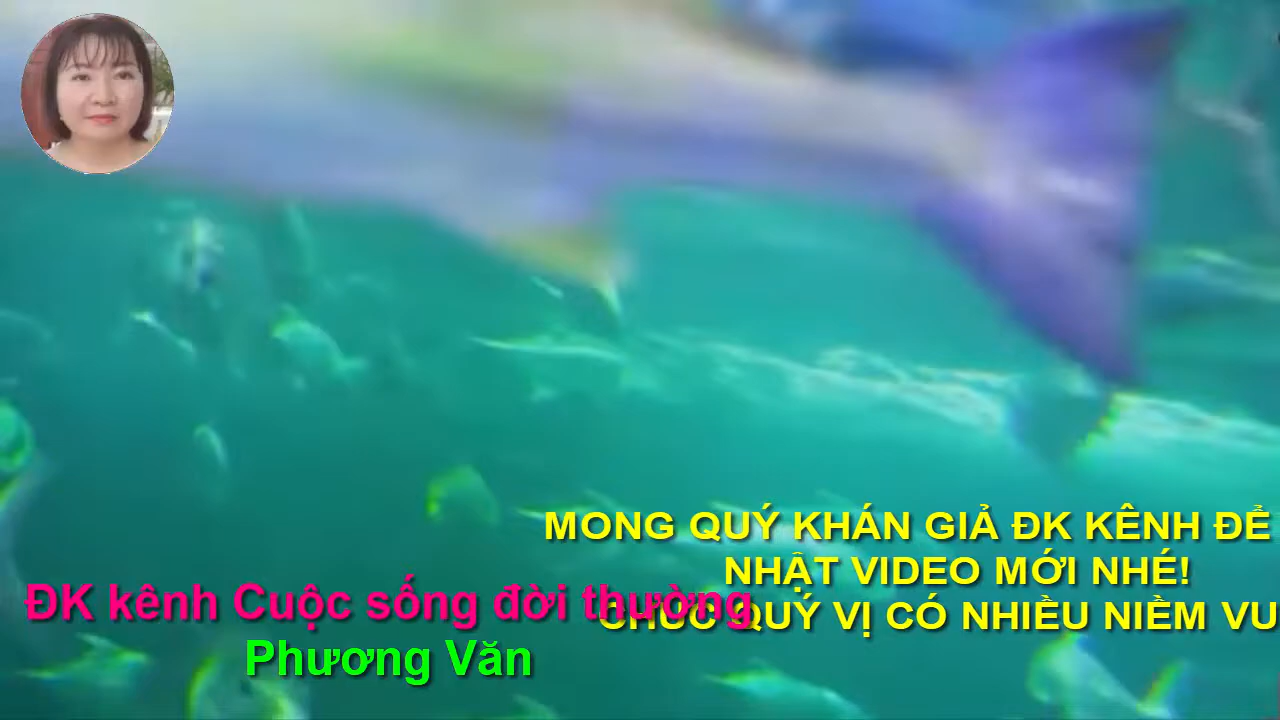 MONG QUÝ KHÁN GIẢ ĐK KÊNH ĐỂ
NHẬT VIDEO MỚI NHÉ!
CHÚC QUÝ VỊ CÓ NHIỀU NIỀM VU
ĐK kênh Cuộc sống đời thường
Phương Văn